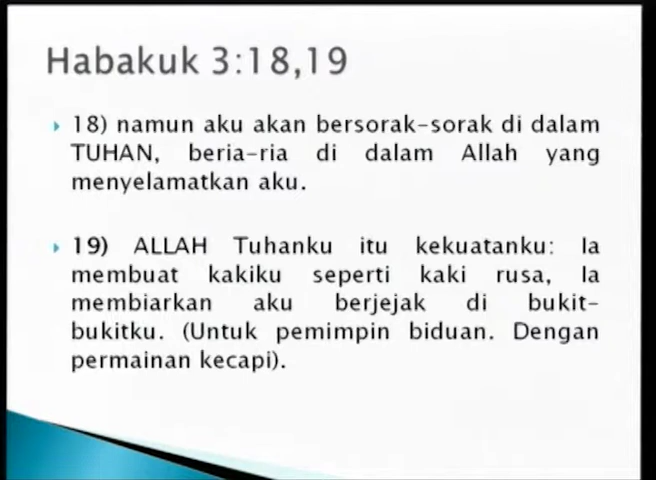 Habakuk 3:18,19
18) namun aku akan bersorak-sorak di dalam
TUHAN, beria-ria di dalam Allah yang
menyelamatkan aku.
19) ALLAH Tuhanku itu kekuatanku: Ia
membuat kakiku seperti kaki rusa, Ia
membiarkan aku berjejak di bukit-
bukitku. (Untuk pemimpin biduan. Dengan
permainan kecapi).